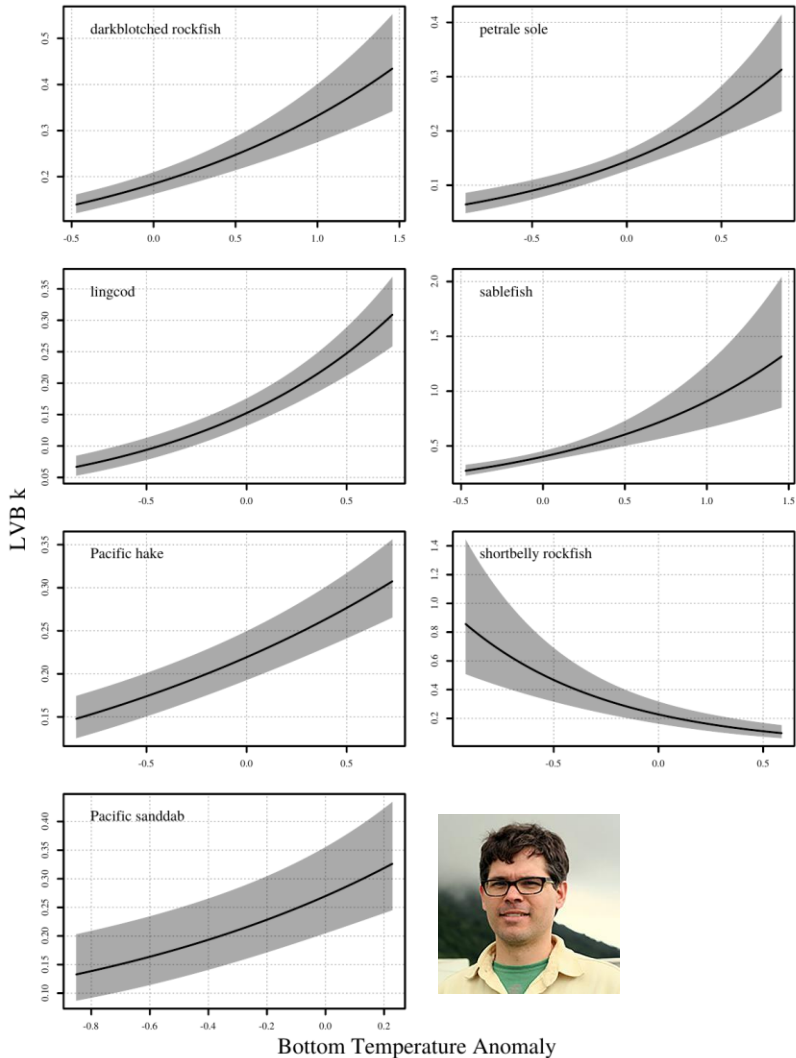 darkblotched rockfish
0.2 0.3 0.4 0.5
-0.5 0.0 0.5 1.0 1.5
petrale sole
0.1 0.2 0.3 0.4
-0.5 0.0 0.5
lingcod
0.05 0.10 0.15 0.20 0.25 0.30 0.35
-0.5 0.0 0.5
sablefish
0.5 1.0 1.5 2.0
-0.5 0.0 0.5 1.0 1.5
LVB k
Pacific hake
0.15 0.20 0.25 0.30 0.35
-0.5 0.0 0.5
shortbelly rockfish
0.2 0.4 0.6 0.8 1.0 1.2 1.4
-0.5 0.0 0.5
Pacific sanddab
0.10 0.15 0.20 0.25 0.30 0.35 0.40
-0.8 -0.6 -0.4 -0.2 0.0 0.2
Bottom Temperature Anomaly